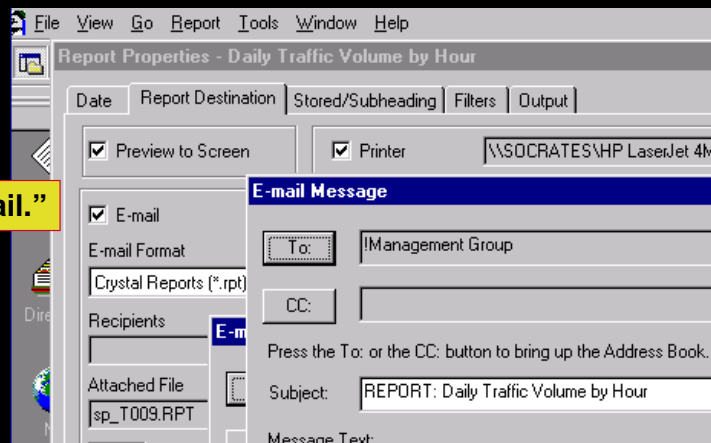 File View Go Report Tools Window Help
Report Properties - Daily Traffic Volume by Hour
Date Report Destination Stored/Subheading Filters Output
Preview to Screen Printer \\SOCRATES\HP LaserJet 4M
E-mail Message
ail.”
E-mail
To: !Management Group
E-mail Format
Crystal Reports (*.rpt)
CC:
Dire
Recipients
E-m
Press the To: or the CC: button to bring up the Address Book.
Attached File
Subject: REPORT: Daily Traffic Volume by Hour
sp_T009.RPT
N
Message Text: